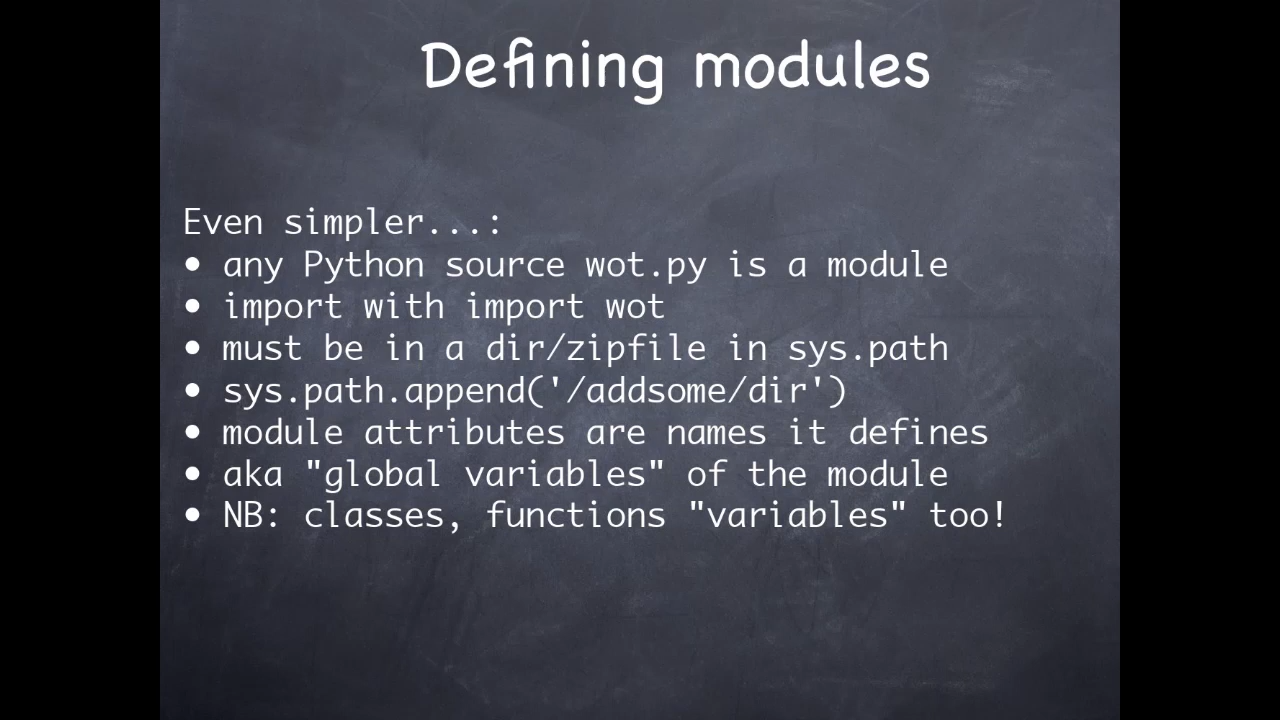 Defining modules
Even simpler...:
• any Python source wot.py is a module
• import with import wot
• must be in a dir/zipfile in sys.path
• sys.path.append('/addsome/dir')
• module attributes are names it defines
• aka "global variables" of the module
• NB: classes, functions "variables" too!